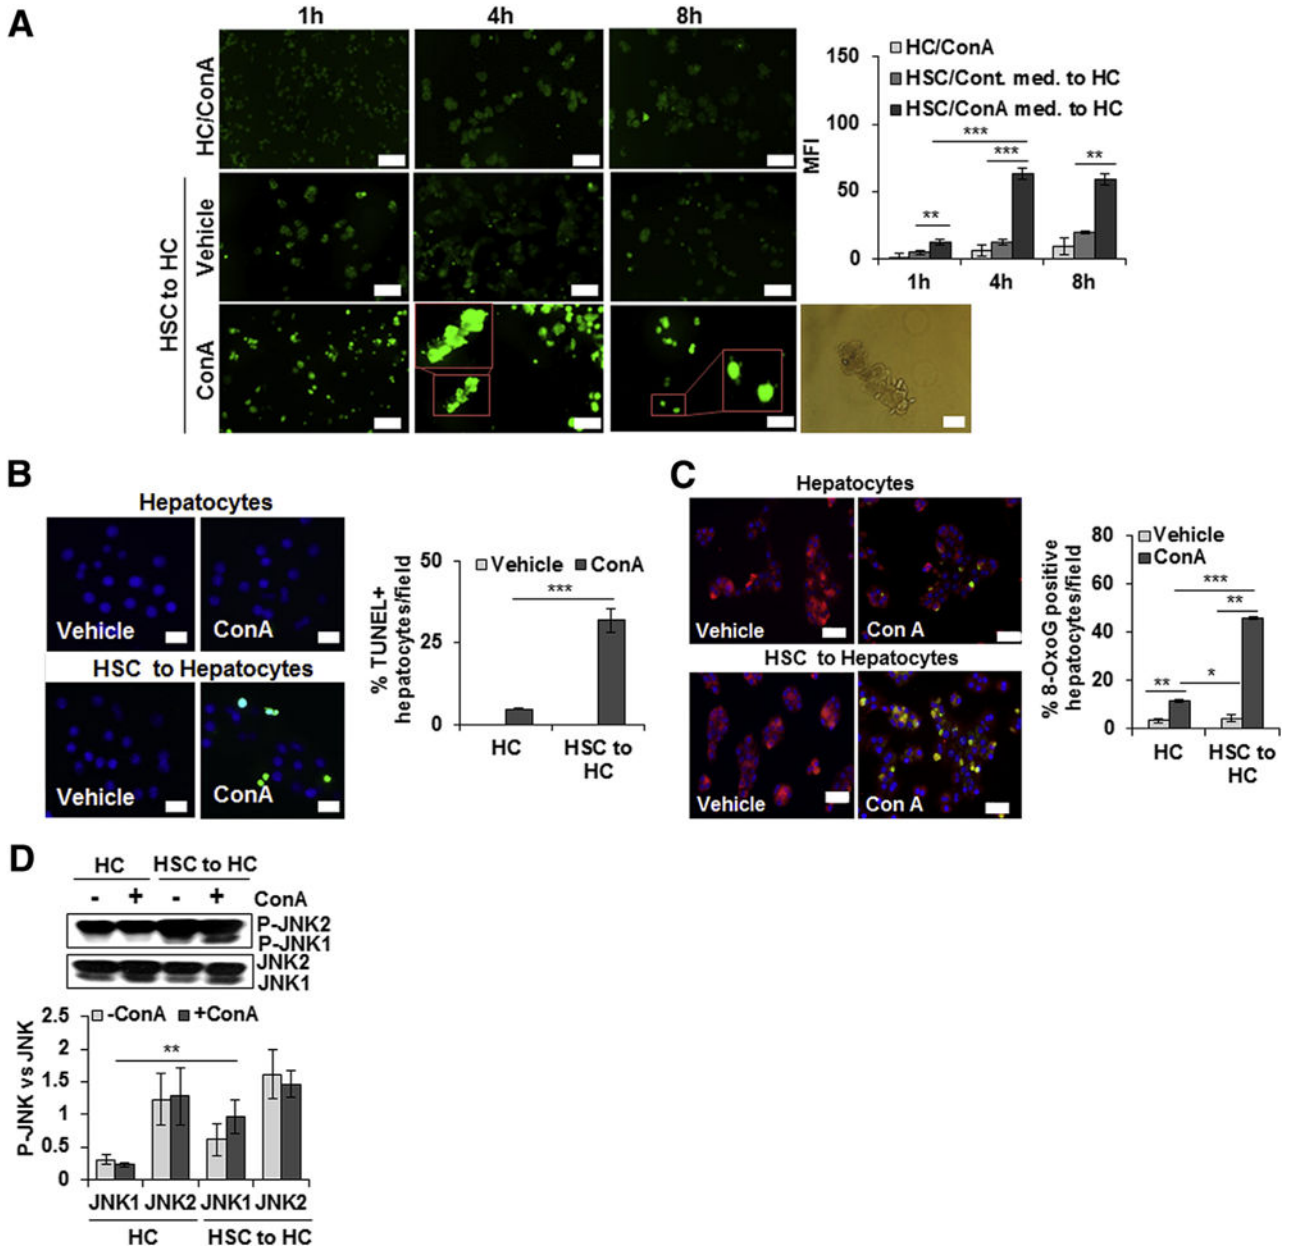 A
1h
4h
8h
HC/ConA
HSC to HC
Vehicle
ConA
HC/ConA
HSC/Cont. med. to HC
HSC/ConA med. to HC
MFI
150
100
50
0
***
***
**
**
1h
4h
8h
B
Hepatocytes
Vehicle
ConA
HSC to Hepatocytes
Vehicle
ConA
% TUNEL+
hepatocytes/field
50
25
0
Vehicle
ConA
***
HC
HSC to
HC
C
Hepatocytes
Vehicle
Con A
HSC to Hepatocytes
Vehicle
Con A
% 8-OxoG positive
hepatocytes/field
80
60
40
20
0
Vehicle
ConA
***
**
**
*
HC
HSC to
HC
D
HC
HSC to HC
- + - + ConA
P-JNK2
P-JNK1
JNK2
JNK1
P-JNK vs JNK
2.5
2
1.5
1
0.5
0
-ConA
+ConA
**
JNK1 JNK2 JNK1 JNK2
HC
HSC to HC